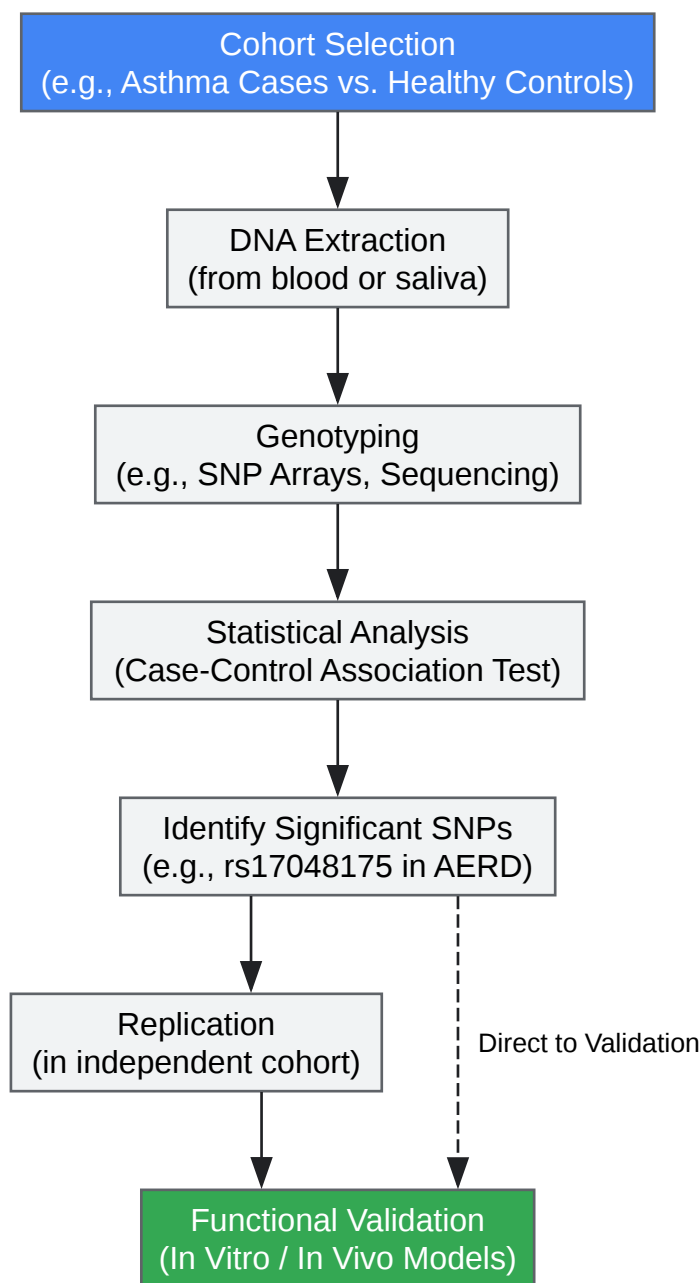 Cohort Selection
(e.g., Asthma Cases vs. Healthy Controls)
DNA Extraction
(from blood or saliva)
Genotyping
(e.g., SNP Arrays, Sequencing)
Statistical Analysis
(Case-Control Association Test)
Identify Significant SNPs
(e.g., rs17048175 in AERD)
Replication
(in independent cohort)
Direct to Validation
Functional Validation
(In Vitro / In Vivo Models)